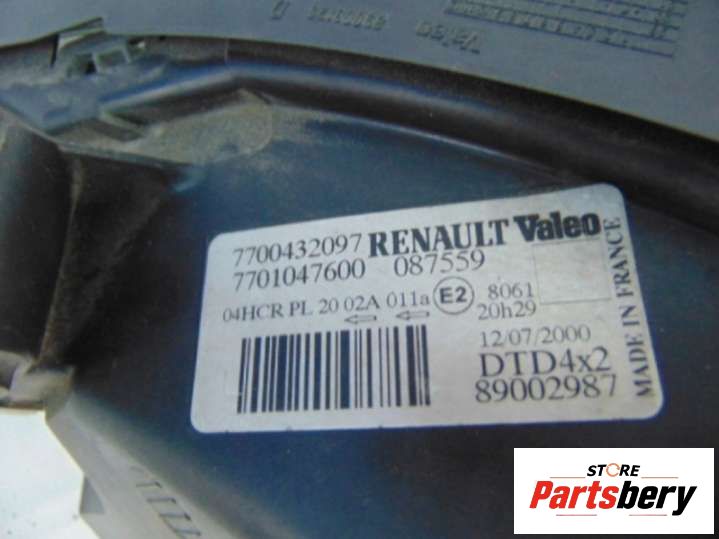 Valeo
7700432097 RENAULT Valeo
7701047600 087559
04HCR PL 20 02A 011a E2 8061
20h29
12/07/2000
DTD4x2
89002987
MADE IN FRANCE
STORE
Partsbery